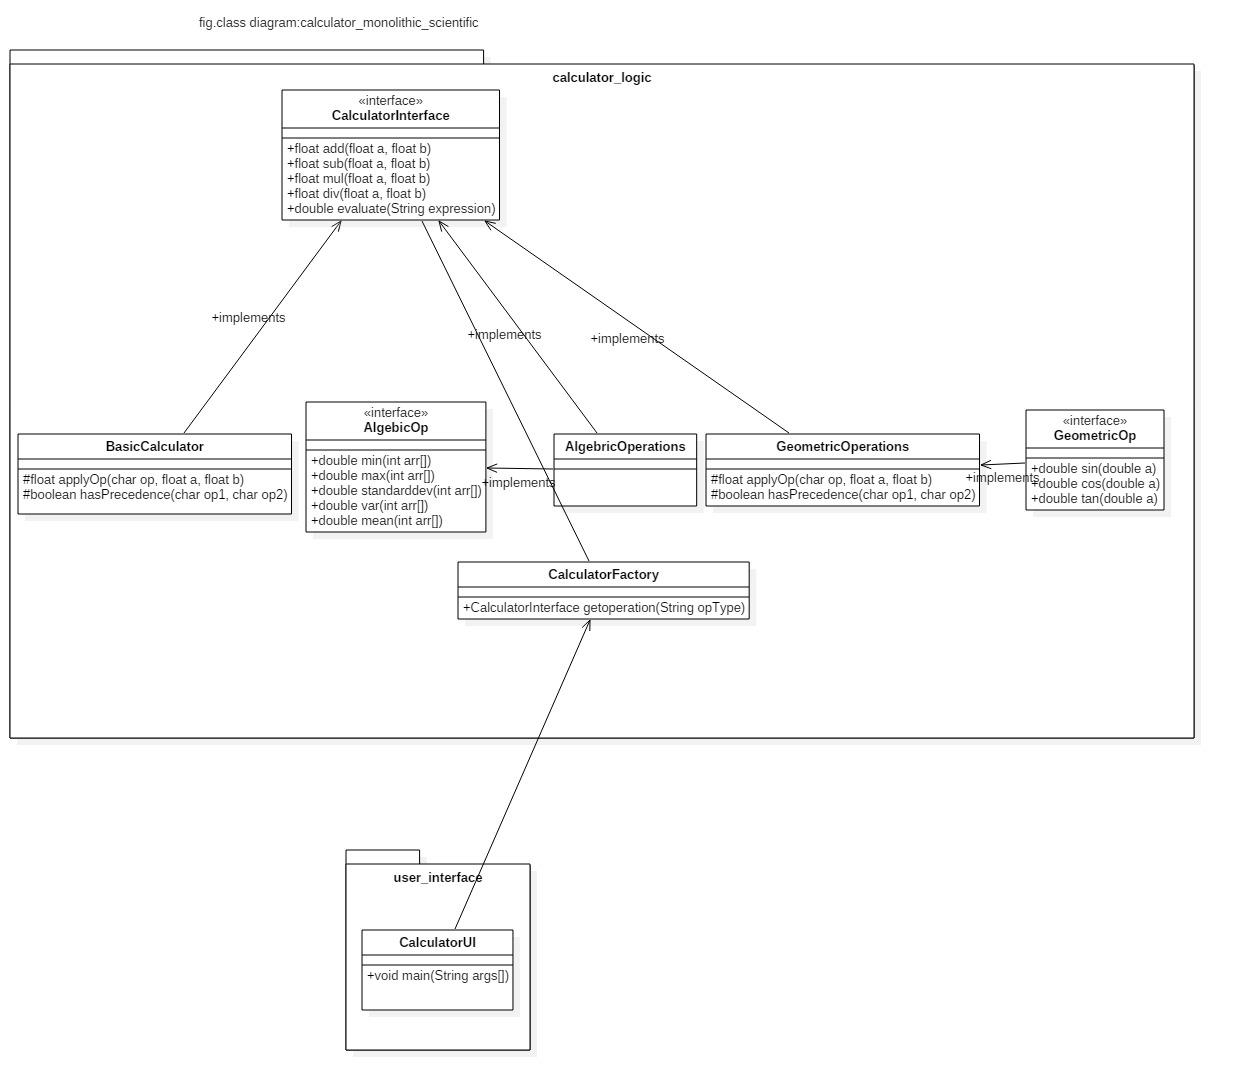 fig.class diagram:calculator_monolithic_scientific
calculator_logic
«interface»
CalculatorInterface
+float add(float a, float b)
+float sub(float a, float b)
+float mul(float a, float b)
+float div(float a, float b)
+double evaluate(String expression)
+implements
+implements
+implements
BasicCalculator
#float applyOp(char op, float a, float b)
#boolean hasPrecedence(char op1, char op2)
«interface»
AlgebicOp
+double min(int arr[])
+double max(int arr[])
+double standarddev(int arr[])
+double var(int arr[])
+double mean(int arr[])
+implements
AlgebricOperations
GeometricOperations
#float applyOp(char op, float a, float b)
#boolean hasPrecedence(char op1, char op2)
+implements
«interface»
GeometricOp
+double sin(double a)
+double cos(double a)
+double tan(double a)
CalculatorFactory
+CalculatorInterface getoperation(String opType)
user_interface
CalculatorUI
+void main(String args[])